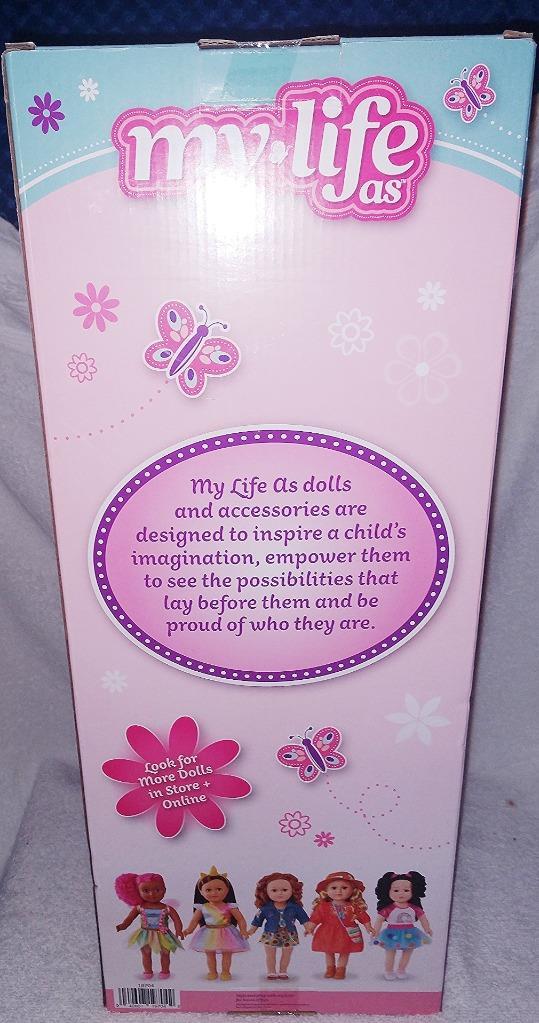 my life
as™
My Life As dolls
and accessories are
designed to inspire a child's
imagination, empower them
to see the possibilities that
lay before them and be
proud of who they are.
Look for
More Dolls
in Store +
Online
18704